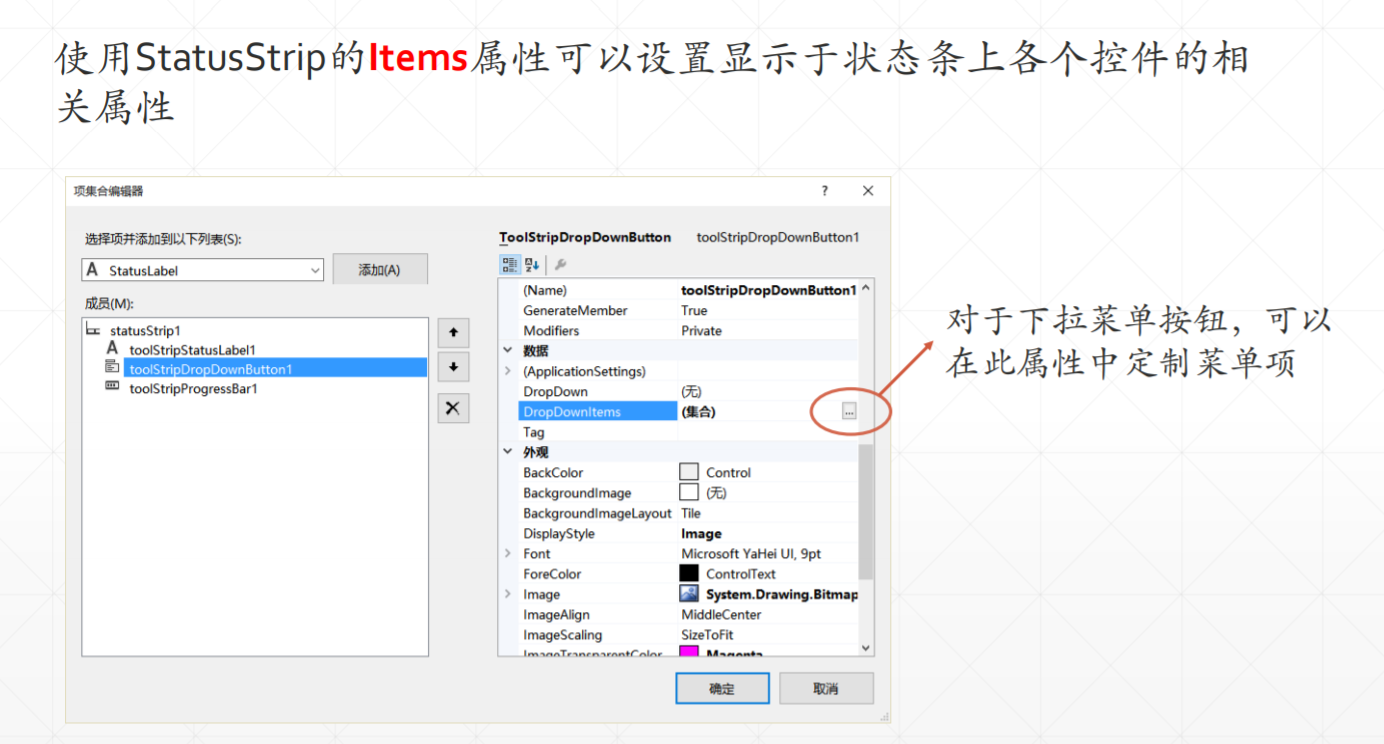 使用StatusStrip的Items属性可以设置显示于状态条上各个控件的相
关属性
项集合编辑器
选择项并添加到以下列表(S):
StatusLabel
添加(A)
成员(M):
statusStrip1
toolStripStatusLabel1
toolStripDropDownButton1
toolStripProgressBar1
ToolStripDropDownButton toolStripDropDownButton1
(Name) toolStripDropDownButton1
GenerateMember True
Modifiers Private
数据
(ApplicationSettings)
DropDown (无)
DropDownItems (集合) ...
Tag
外观
BackColor Control
BackgroundImage (无)
BackgroundImageLayout Tile
DisplayStyle Image
Font Microsoft YaHei UI, 9pt
ForeColor ControlText
Image System.Drawing.Bitmap
ImageAlign MiddleCenter
ImageScaling SizeToFit
ImageTransparentColor Magenta
确定 取消
对于下拉菜单按钮，可以
在此属性中定制菜单项